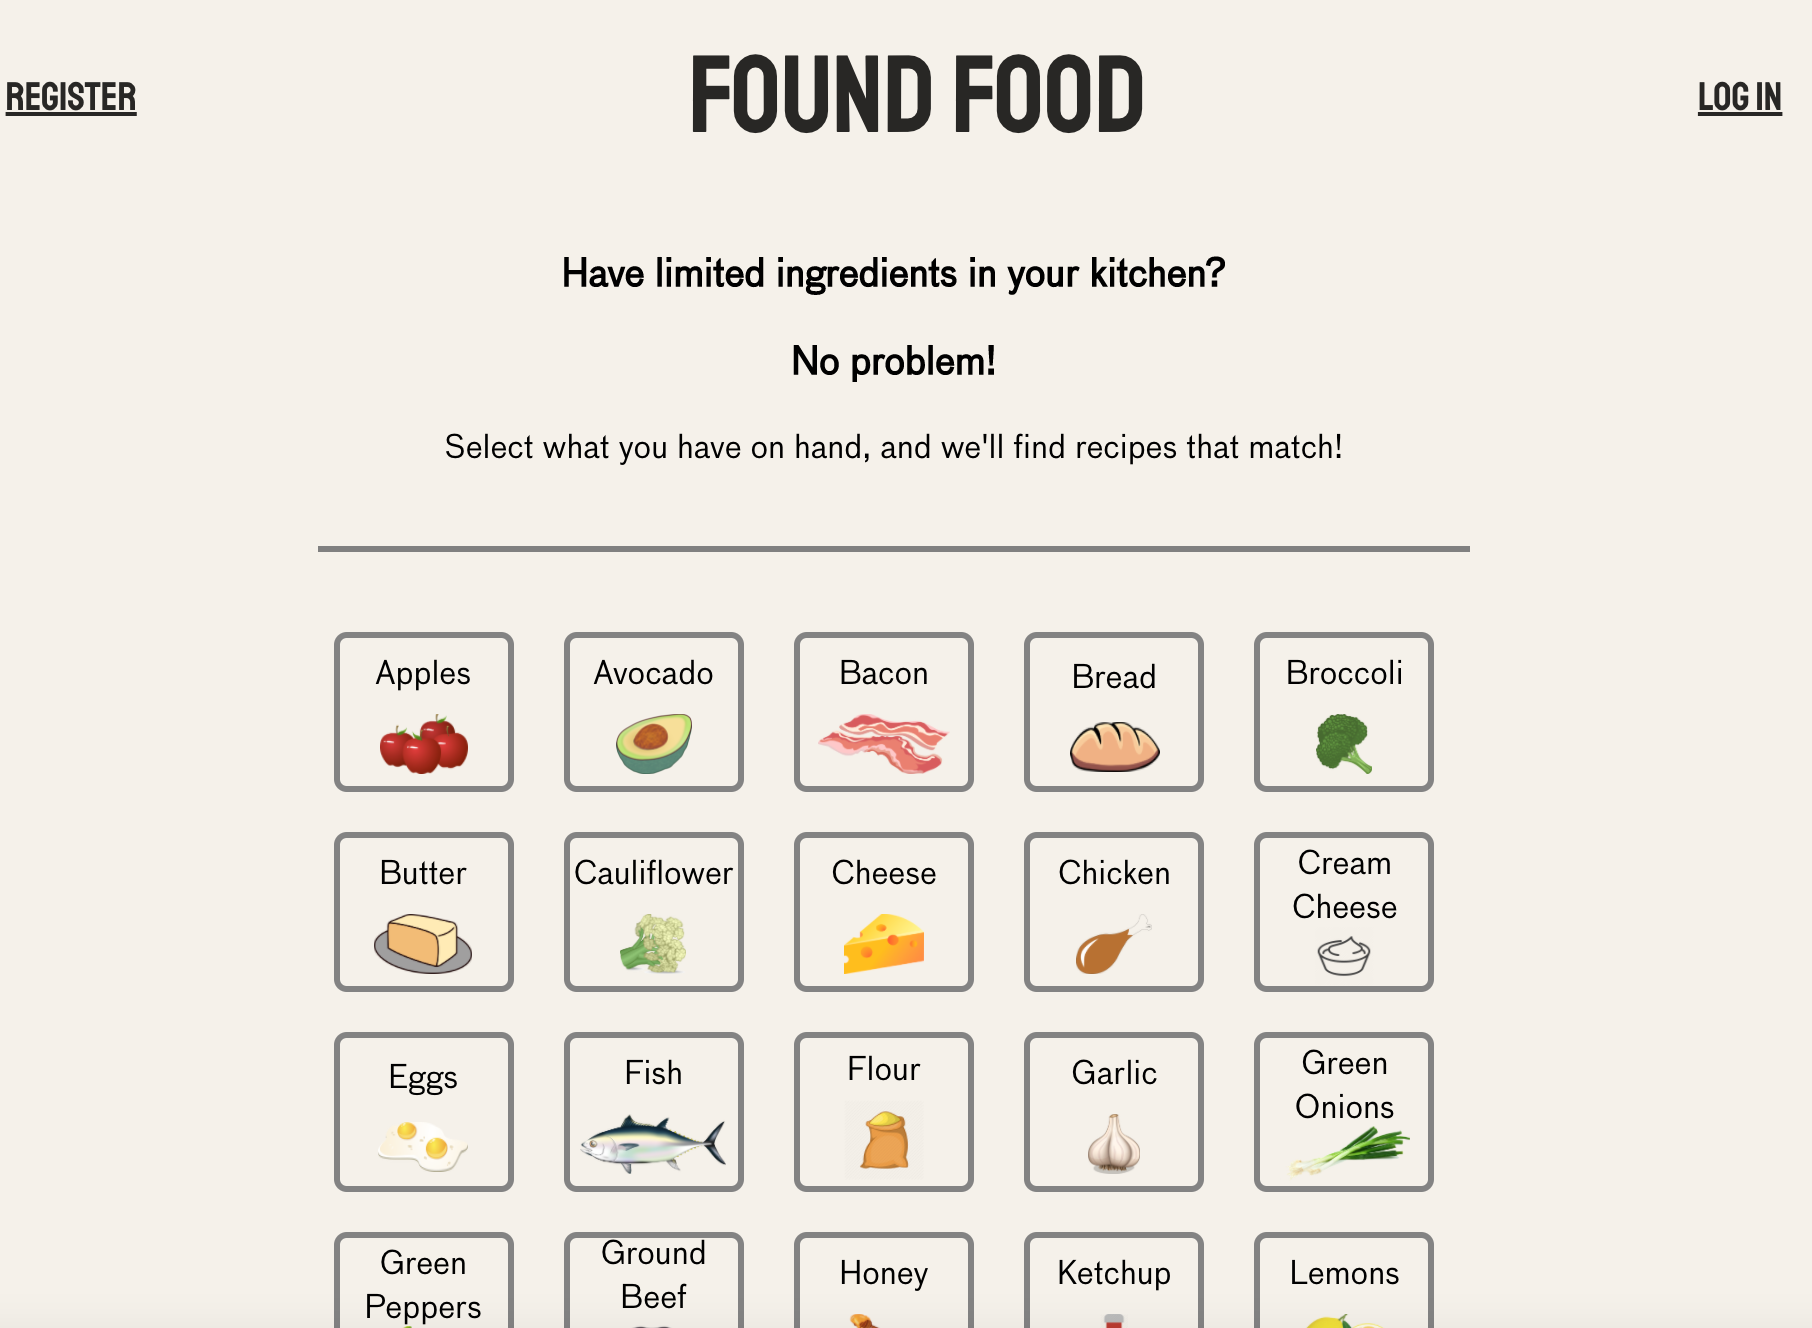 REGISTER
FOUND FOOD
LOG IN
Have limited ingredients in your kitchen?
No problem!
Select what you have on hand, and we'll find recipes that match!
Apples
Avocado
Bacon
Bread
Broccoli
Butter
Cauliflower
Cheese
Chicken
Cream
Cheese
Eggs
Fish
Flour
Garlic
Green
Onions
Green
Peppers
Ground
Beef
Honey
Ketchup
Lemons